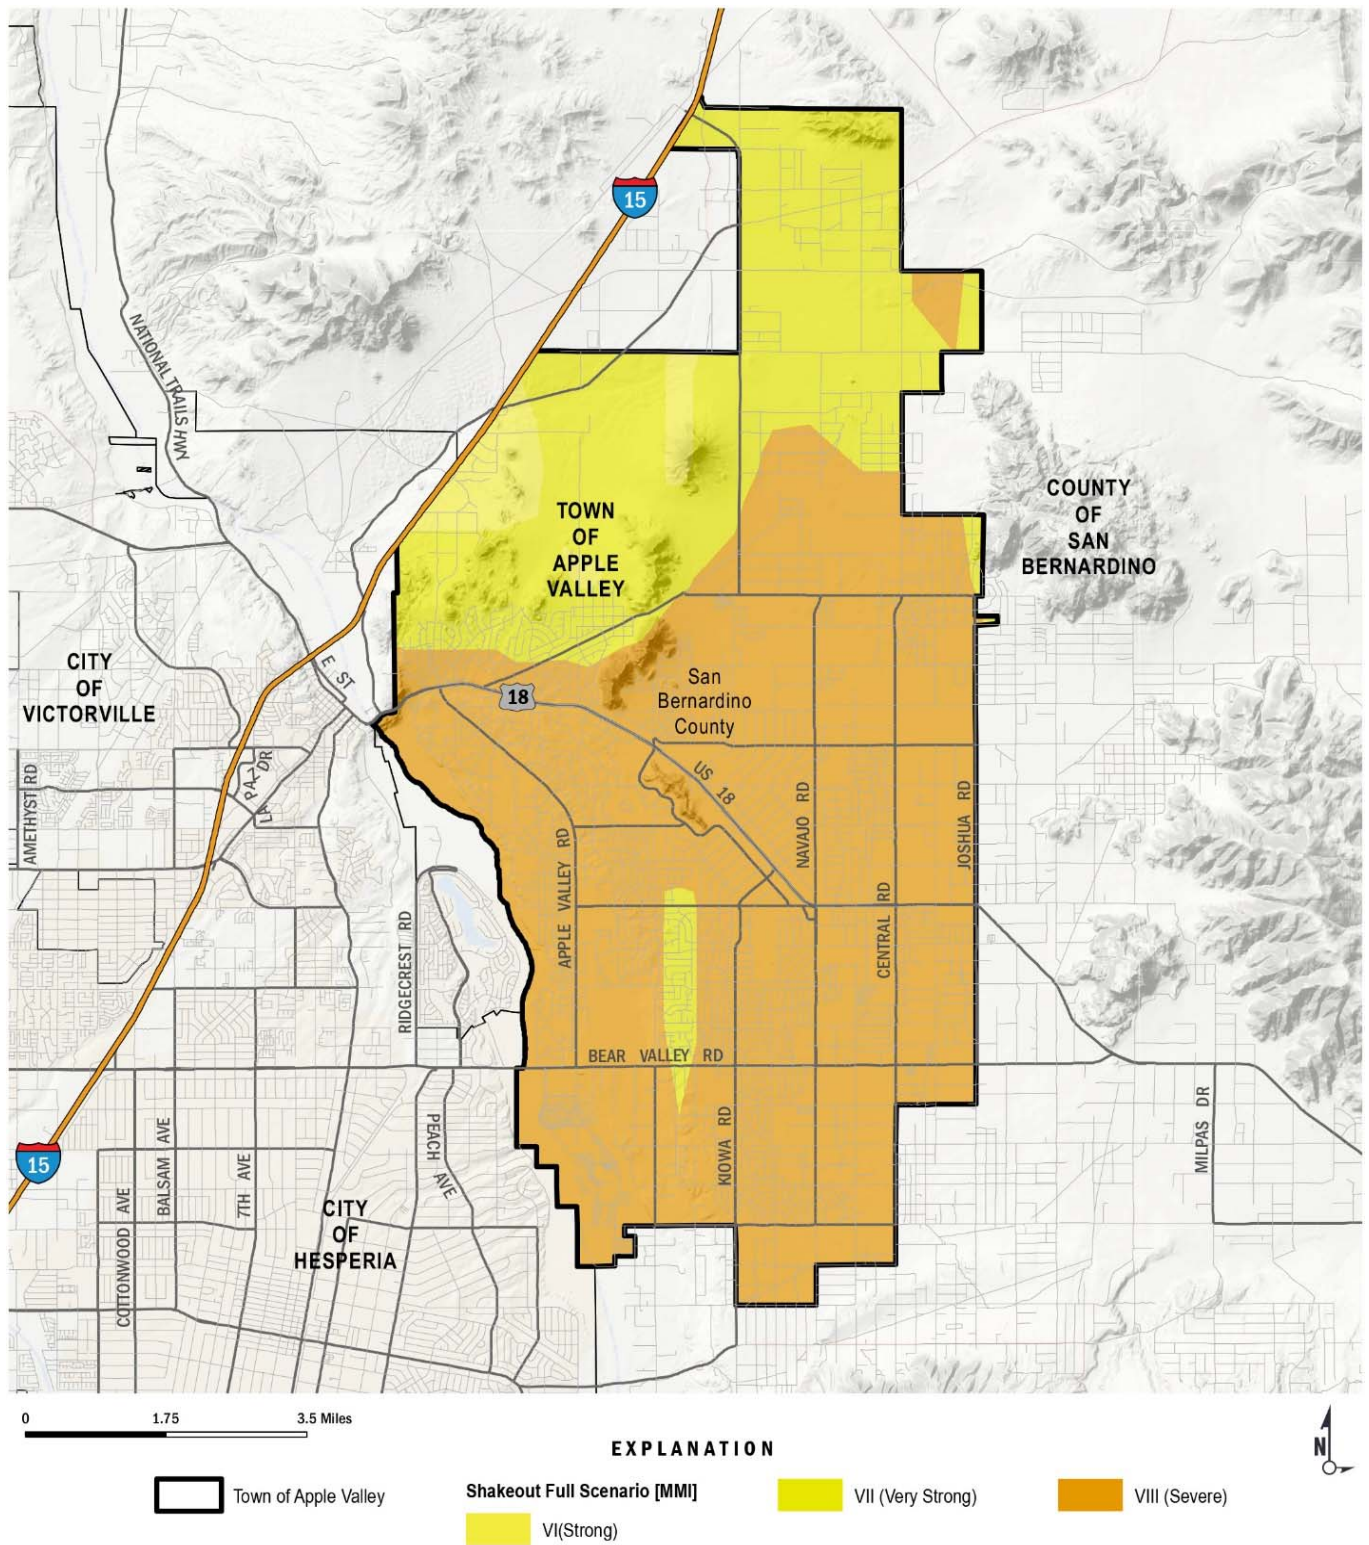 15
NATIONAL TRAILS HWY
TOWN
OF
APPLE
VALLEY
COUNTY
OF
SAN
BERNARDINO
CITY
OF
VICTORVILLE
E ST
18
San
Bernardino
County
US 18
LA PAZ DR
AMETHYST RD
NAVAJO RD
JOSHUA RD
APPLE VALLEY RD
CENTRAL RD
RIDGECREST RD
BEAR VALLEY RD
PEACH AVE
KIOWA RD
MILPAS DR
15
BALSAM AVE
7TH AVE
COTTONWOOD AVE
CITY
OF
HESPERIA
0 1.75 3.5 Miles
N
EXPLANATION
Town of Apple Valley
Shakeout Full Scenario [MMI]
VI(Strong)
VII (Very Strong)
VIII (Severe)